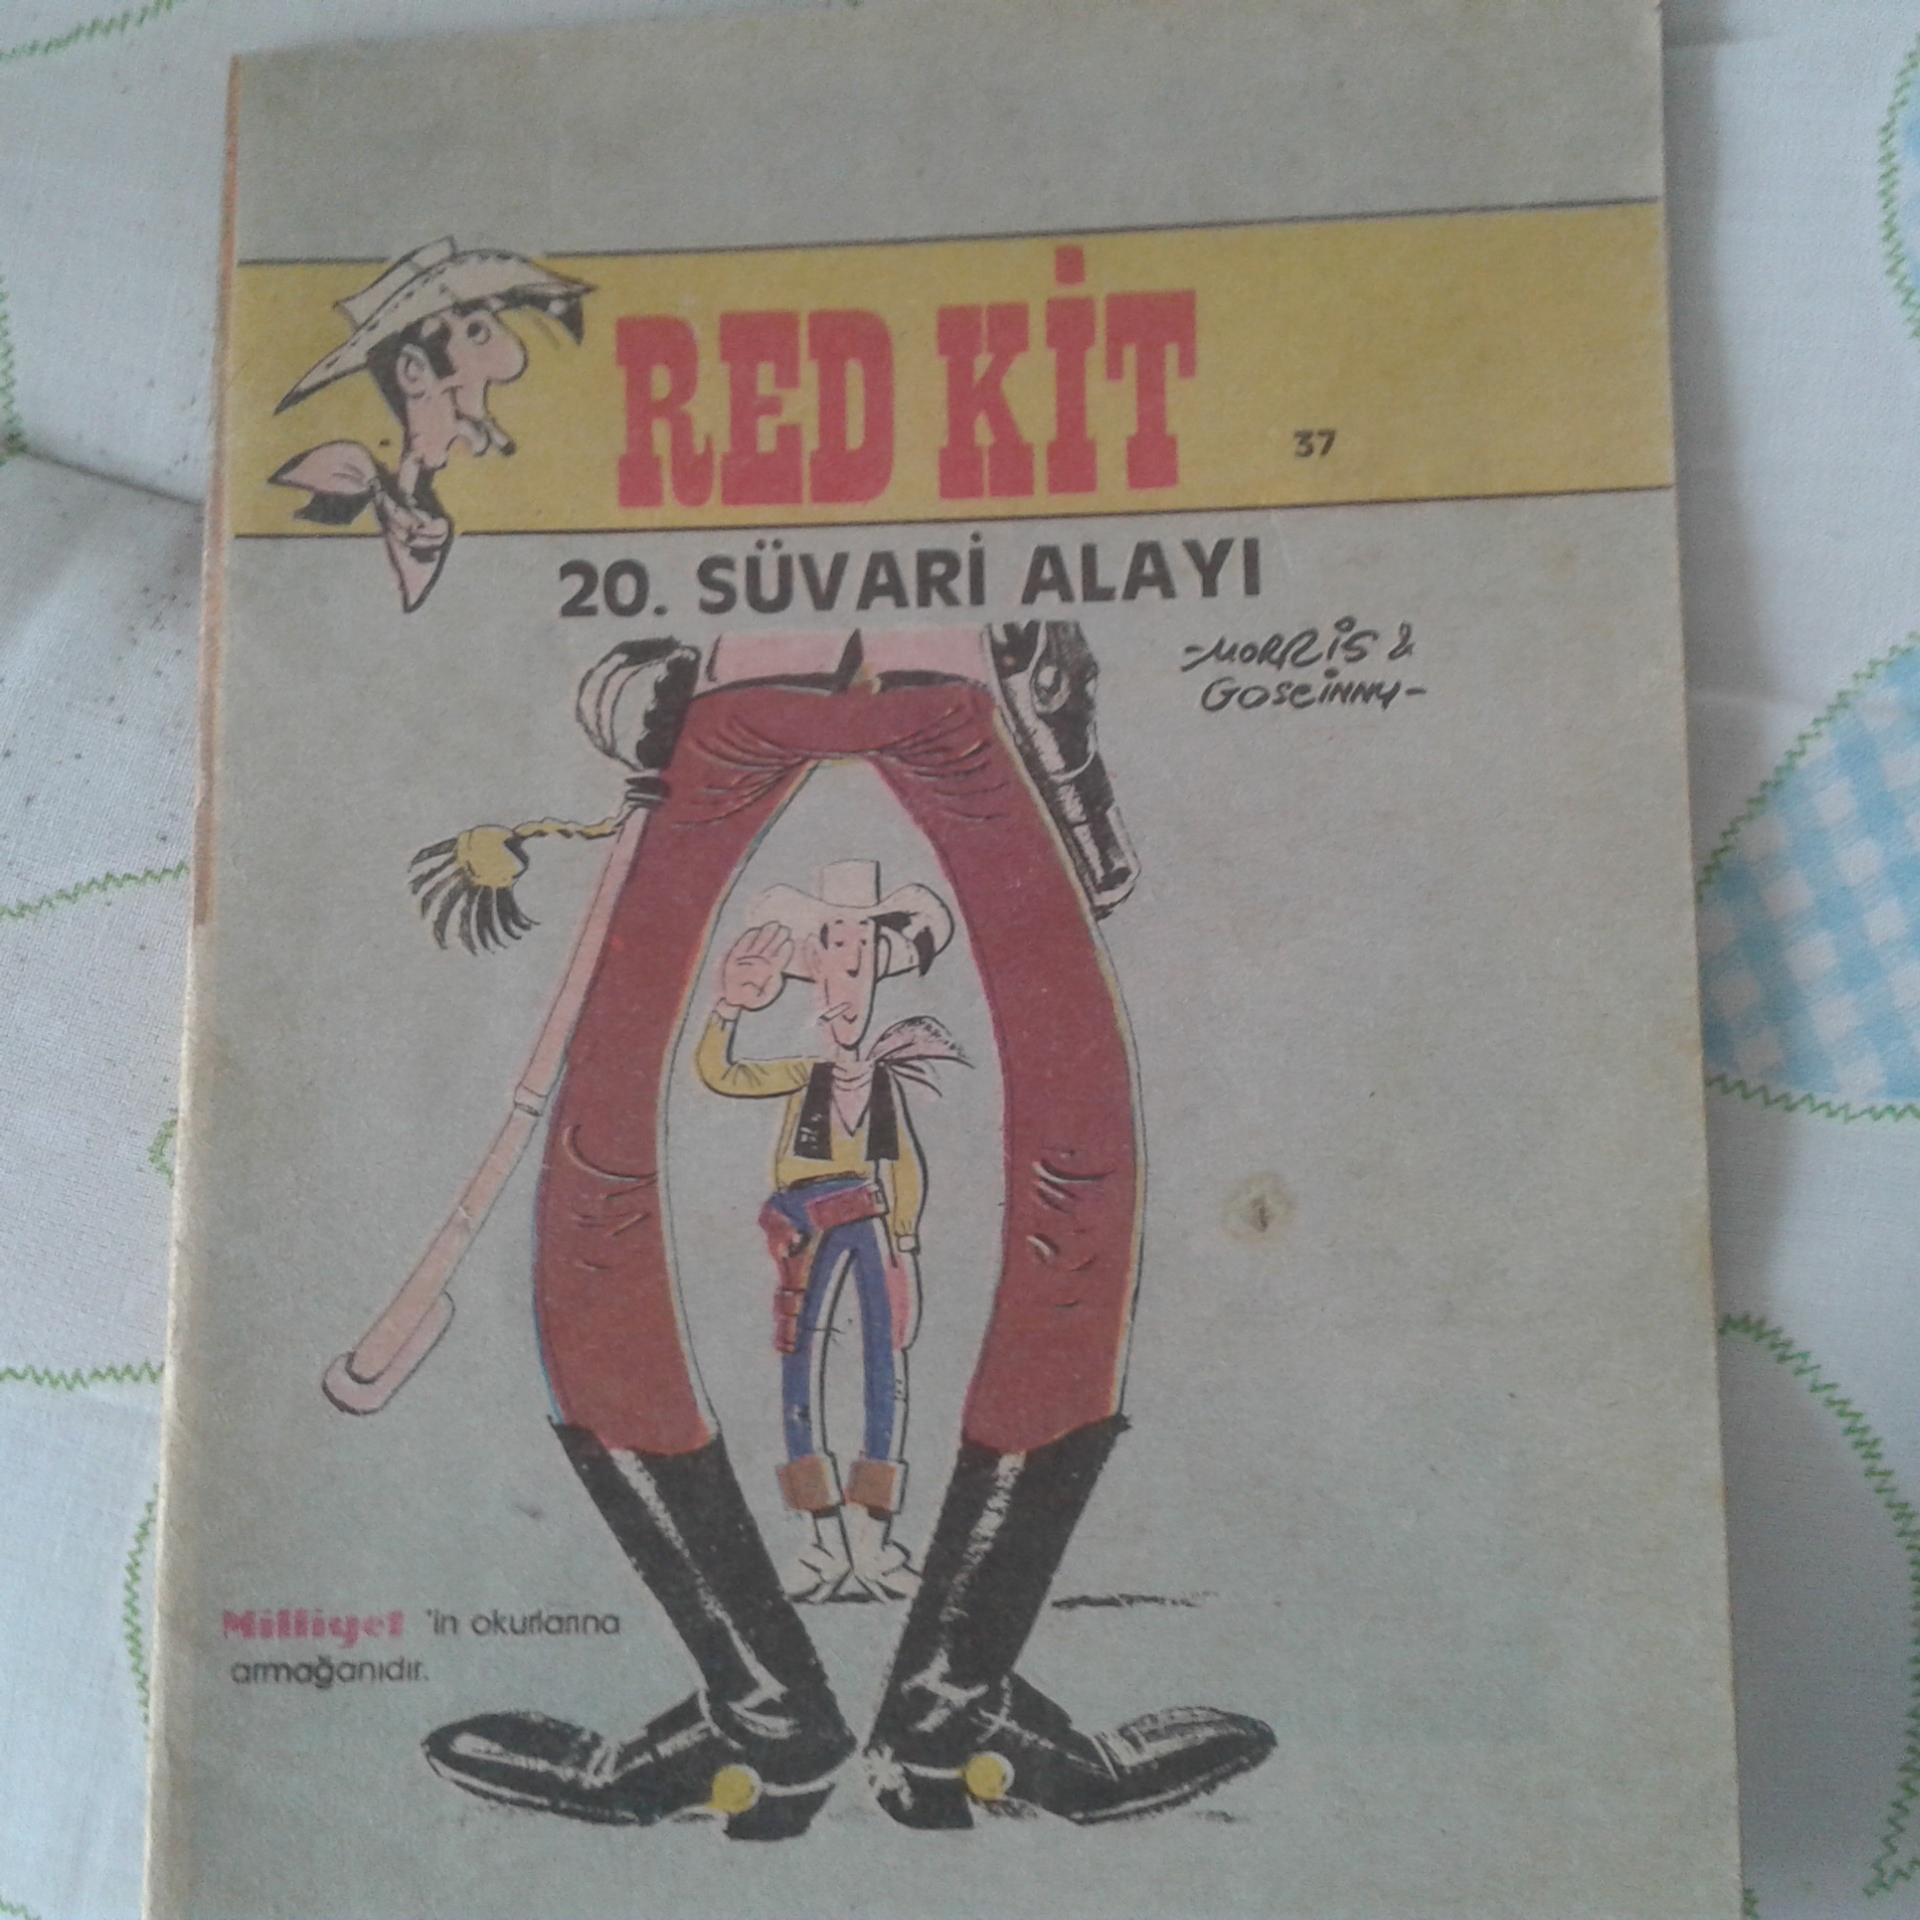 RED KİT
37
20. SÜVARİ ALAYI
-MORRIS &
GOSCINNY-
Milliyet 'in okurlarına
armağanıdır.